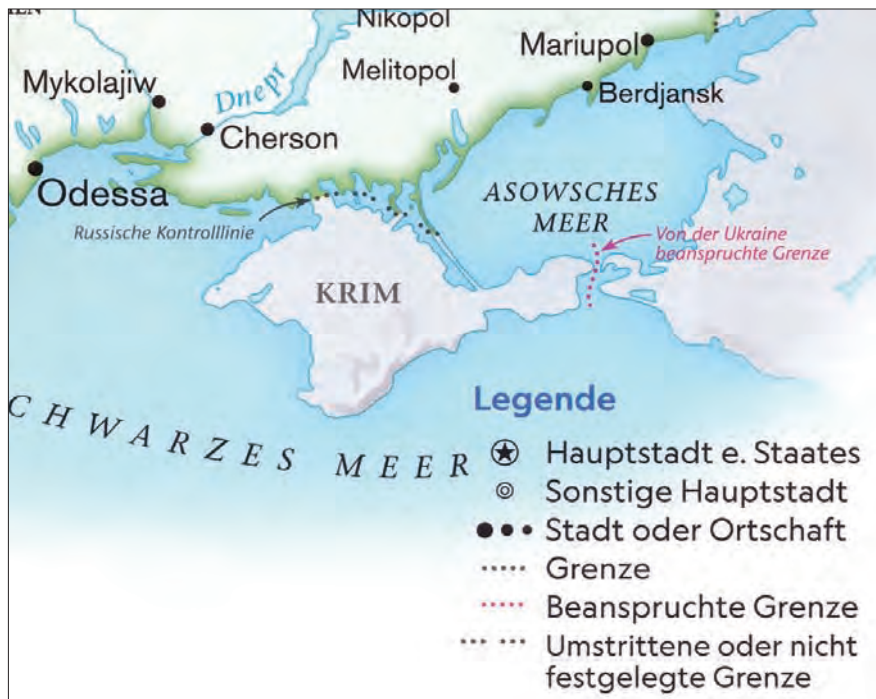 Nikopol
Mariupol
Melitopol
Mykolajiw
Dnepr
Berdjansk
Cherson
Odessa
ASOWSCHES
MEER
Russische Kontrolllinie
Von der Ukraine
beanspruchte Grenze
KRIM
CHWARZES MEER
Legende
Hauptstadt e. Staates
Sonstige Hauptstadt
Stadt oder Ortschaft
Grenze
Beanspruchte Grenze
Umstrittene oder nicht
festgelegte Grenze